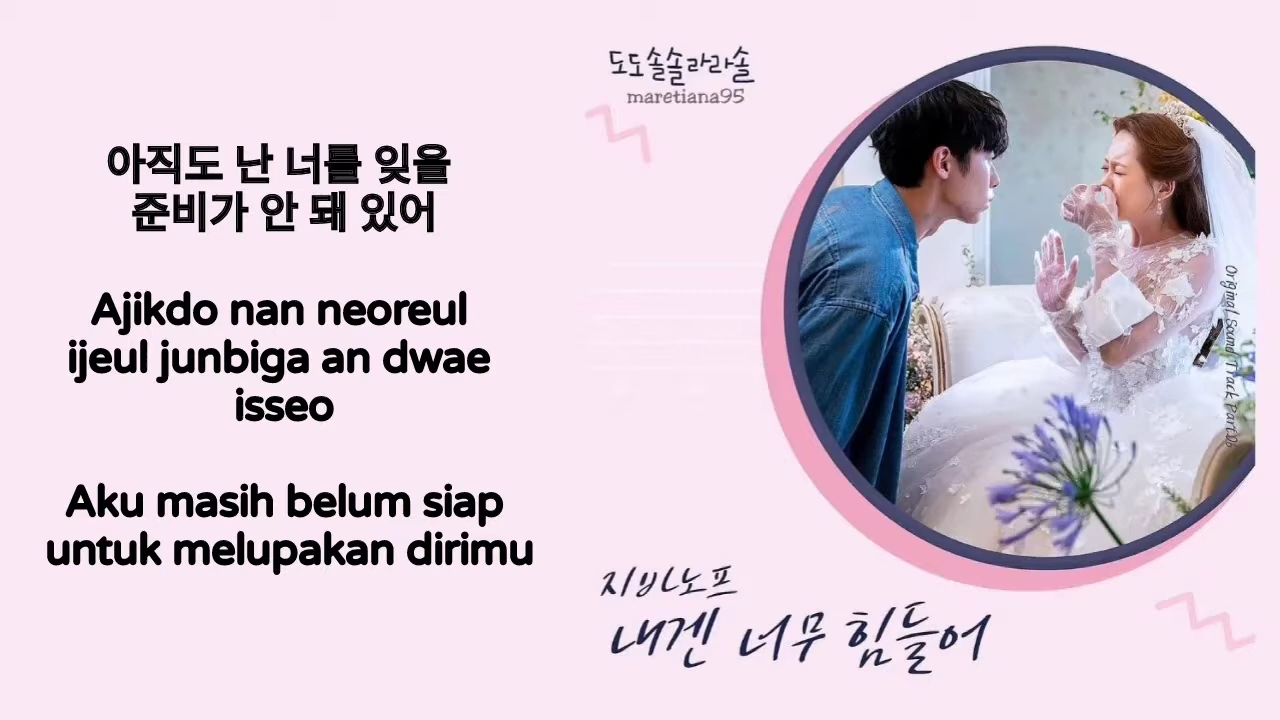 아직도 난 너를 잊을
준비가 안 돼 있어
Ajikdo nan neoreul
ijeul junbiga an dwae
isseo
Aku masih belum siap
untuk melupakan dirimu
도도솔솔라라솔
maretiana95
Original Sound Track Part.06
지비노프
내겐 너무 힘들어